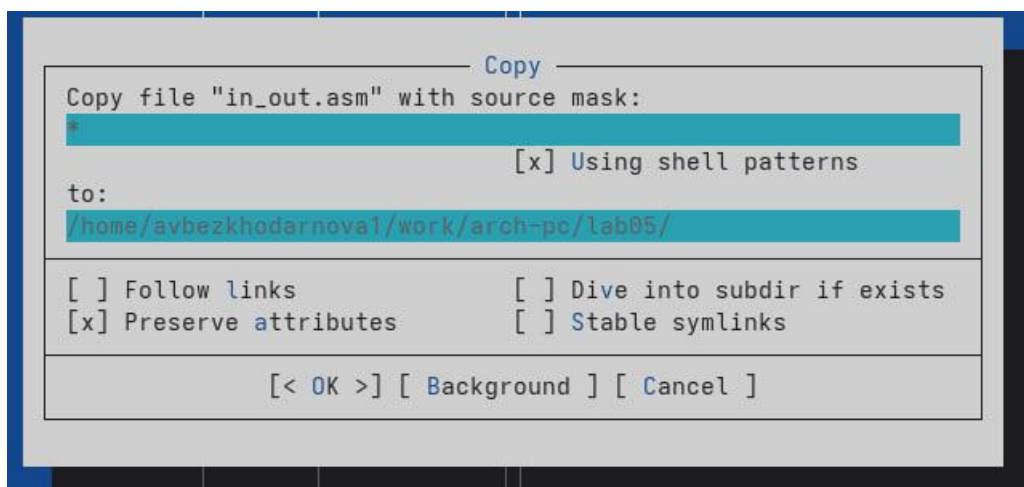 Copy
Copy file "in_out.asm" with source mask:
*
[x] Using shell patterns
to:
/home/avbezkhodarnova1/work/arch-pc/lab05/
[ ] Follow links [ ] Dive into subdir if exists
[x] Preserve attributes [ ] Stable symlinks
[< OK >] [ Background ] [ Cancel ]